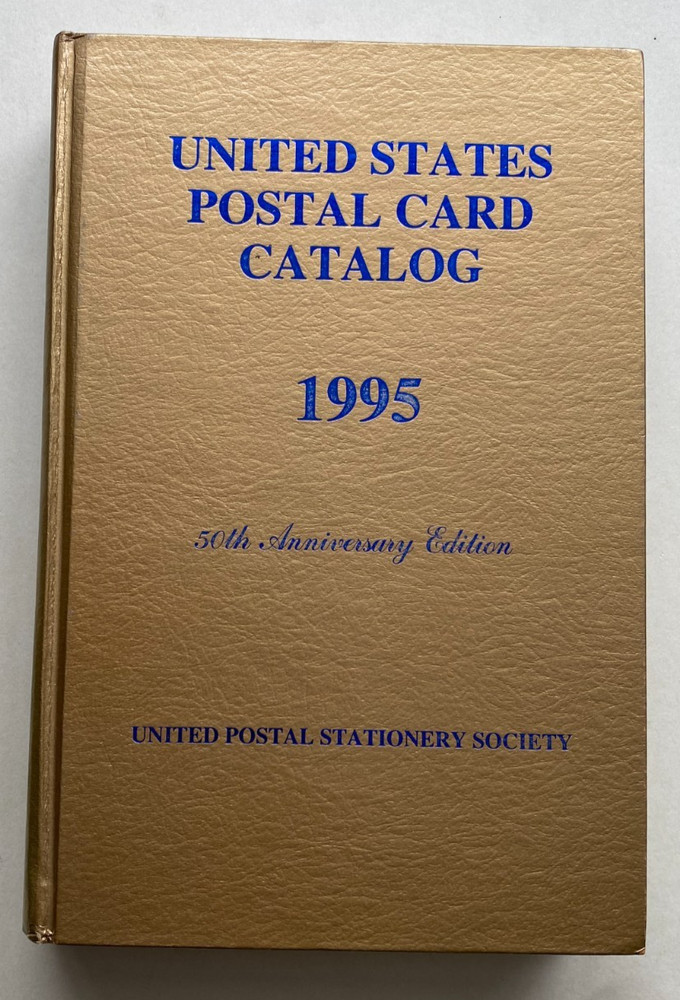 UNITED STATES
POSTAL CARD
CATALOG
1995
50th Anniversary Edition
UNITED POSTAL STATIONERY SOCIETY